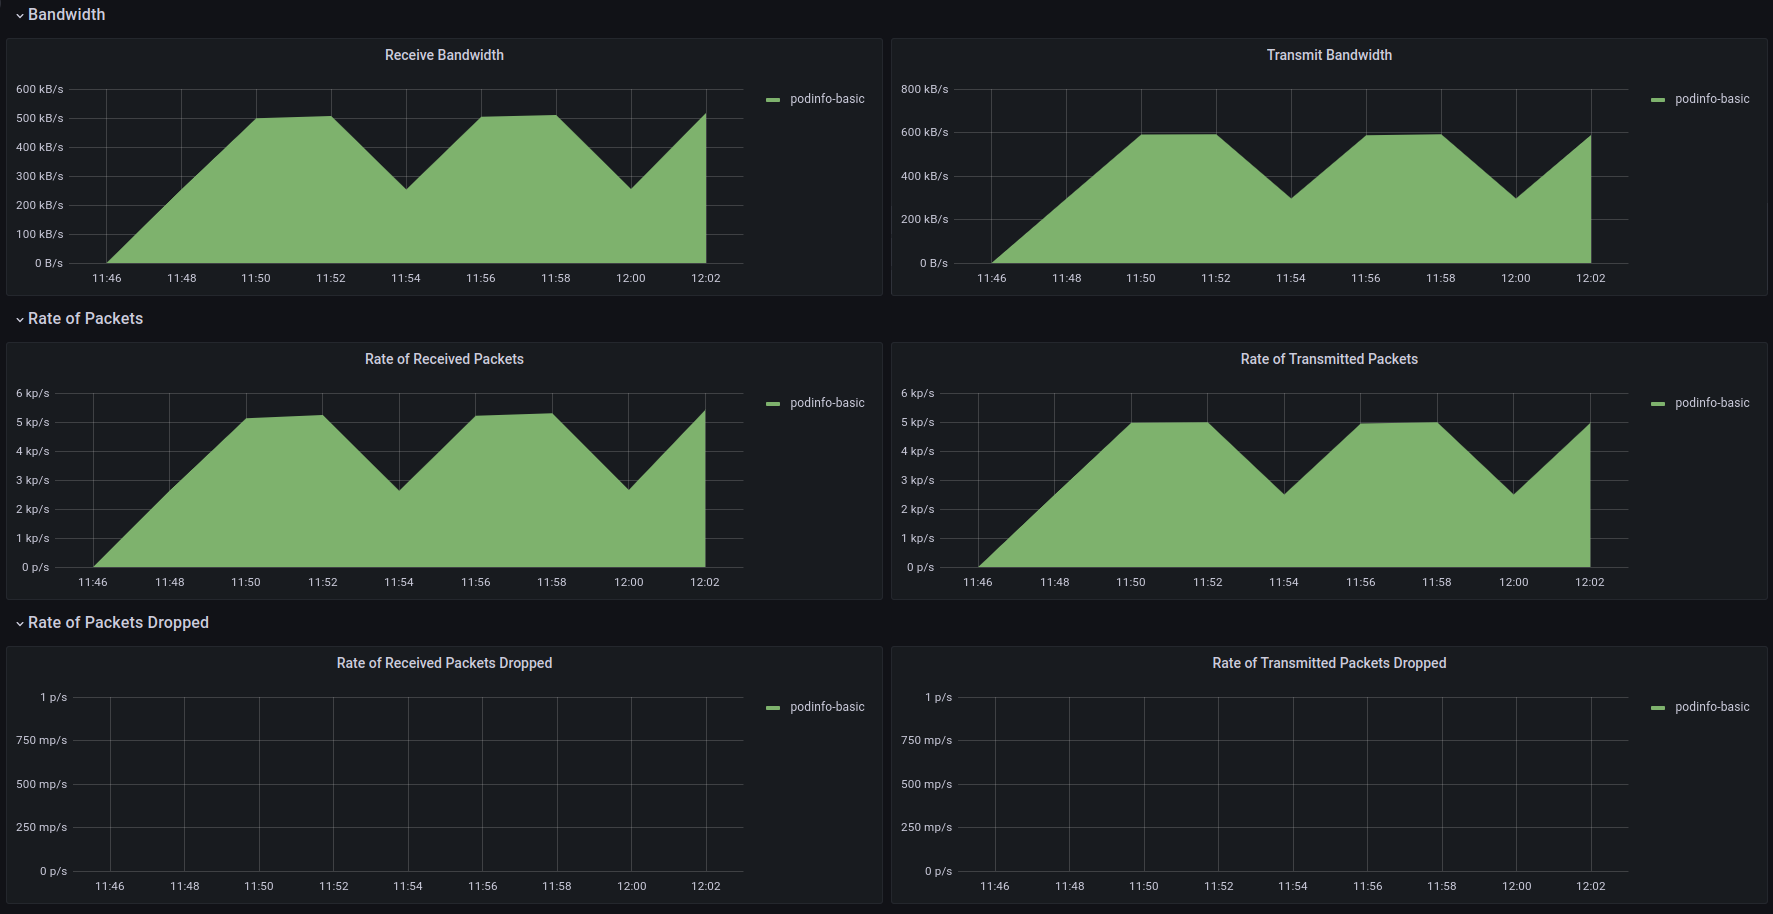 Bandwidth
Receive Bandwidth
600 kB/s
500 kB/s
400 kB/s
300 kB/s
200 kB/s
100 kB/s
0 B/s
11:46 11:48 11:50 11:52 11:54 11:56 11:58 12:00 12:02
podinfo-basic
Transmit Bandwidth
800 kB/s
600 kB/s
400 kB/s
200 kB/s
0 B/s
11:46 11:48 11:50 11:52 11:54 11:56 11:58 12:00 12:02
podinfo-basic
Rate of Packets
Rate of Received Packets
6 kp/s
5 kp/s
4 kp/s
3 kp/s
2 kp/s
1 kp/s
0 p/s
11:46 11:48 11:50 11:52 11:54 11:56 11:58 12:00 12:02
podinfo-basic
Rate of Transmitted Packets
6 kp/s
5 kp/s
4 kp/s
3 kp/s
2 kp/s
1 kp/s
0 p/s
11:46 11:48 11:50 11:52 11:54 11:56 11:58 12:00 12:02
podinfo-basic
Rate of Packets Dropped
Rate of Received Packets Dropped
1 p/s
750 mp/s
500 mp/s
250 mp/s
0 p/s
11:46 11:48 11:50 11:52 11:54 11:56 11:58 12:00 12:02
podinfo-basic
Rate of Transmitted Packets Dropped
1 p/s
750 mp/s
500 mp/s
250 mp/s
0 p/s
11:46 11:48 11:50 11:52 11:54 11:56 11:58 12:00 12:02
podinfo-basic